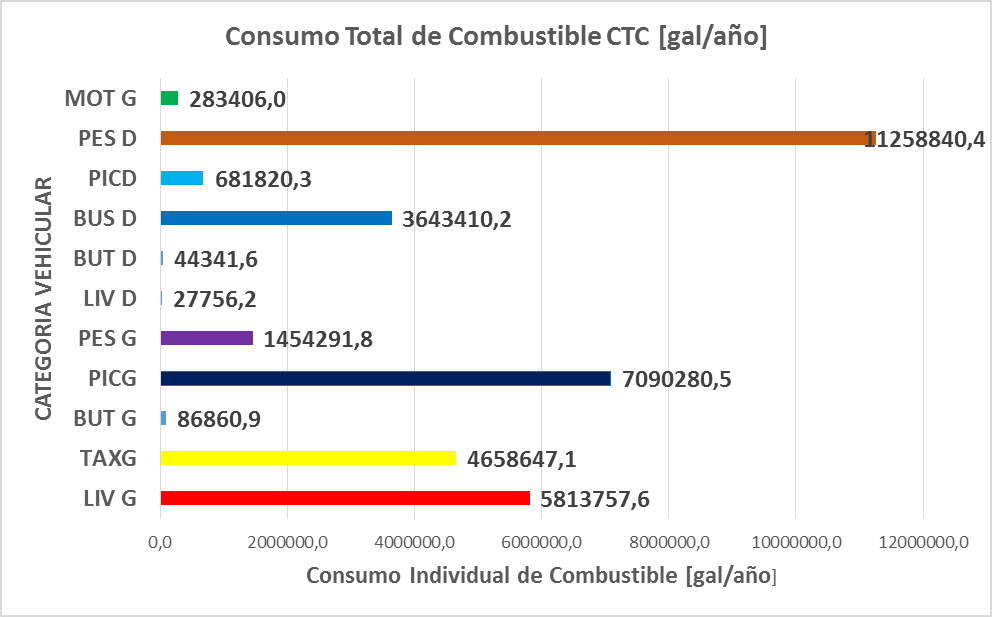 Consumo Total de Combustible CTC [gal/año]
CATEGORIA VEHICULAR
MOT G 283406,0
PES D 11258840,4
PICD 681820,3
BUS D 3643410,2
BUT D 44341,6
LIV D 27756,2
PES G 1454291,8
PICG 7090280,5
BUT G 86860,9
TAXG 4658647,1
LIV G 5813757,6
0,0 2000000,0 4000000,0 6000000,0 8000000,0 10000000,0 12000000,0
Consumo Individual de Combustible [gal/año]